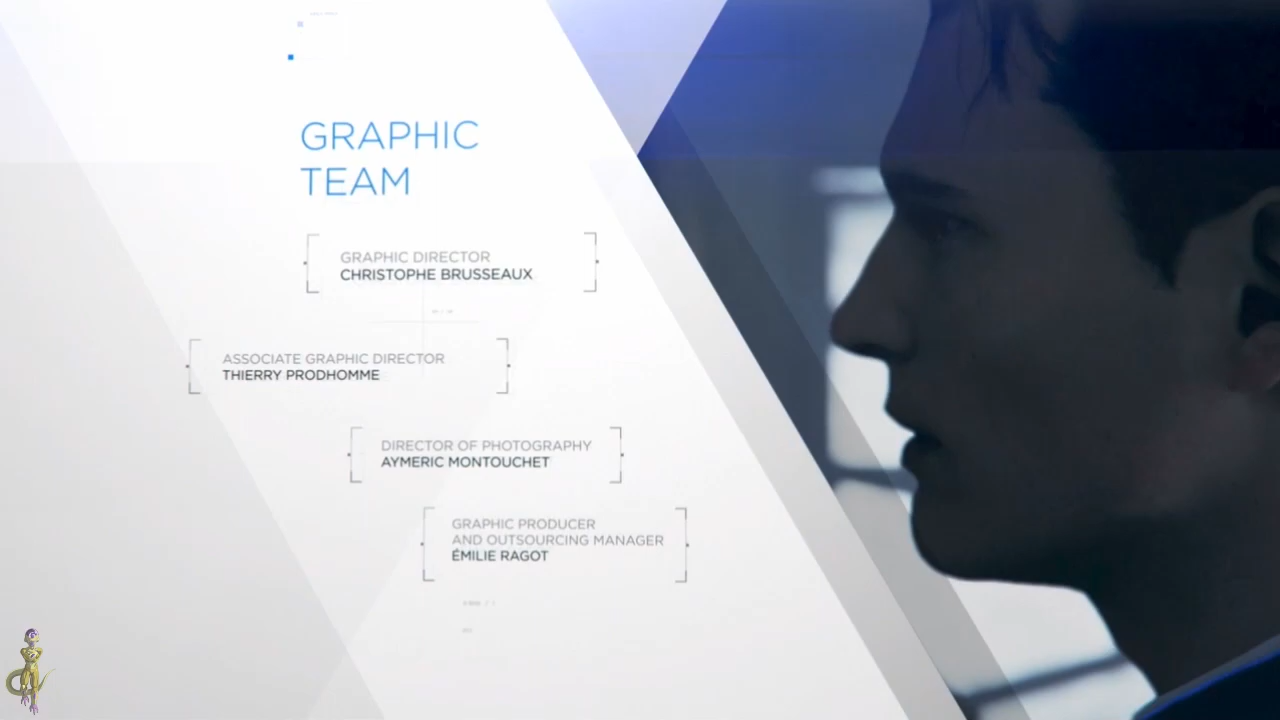 GRAPHIC
TEAM
GRAPHIC DIRECTOR
CHRISTOPHE BRUSSEAUX
ASSOCIATE GRAPHIC DIRECTOR
THIERRY PRODHOMME
DIRECTOR OF PHOTOGRAPHY
AYMERIC MONTOUCHET
GRAPHIC PRODUCER
AND OUTSOURCING MANAGER
ÉMILIE RAGOT